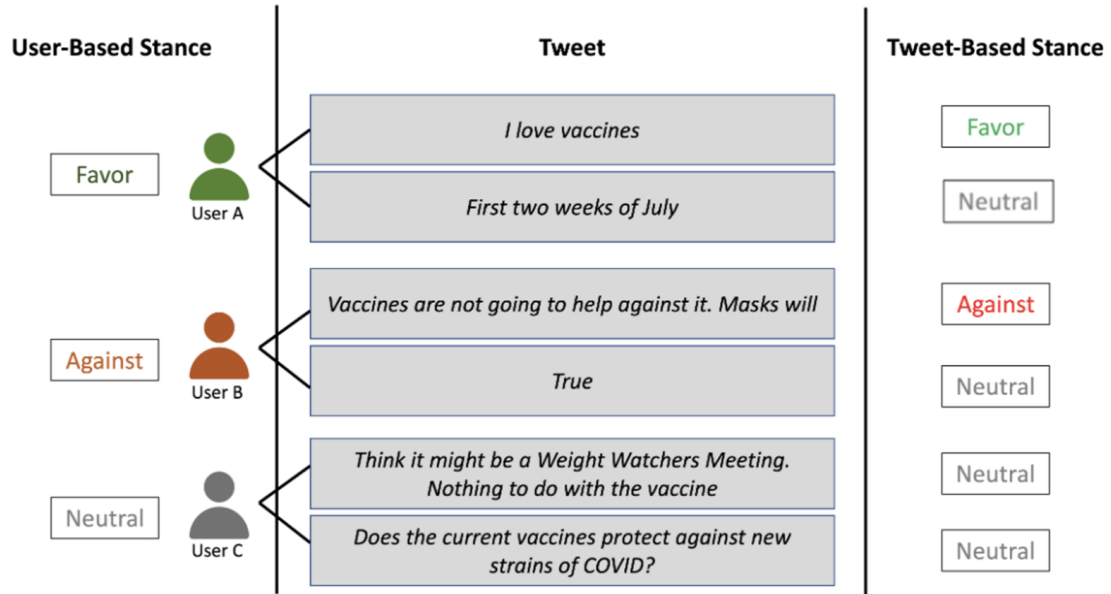 User-Based Stance
Tweet
Tweet-Based Stance
Favor
User A
I love vaccines
Favor
First two weeks of July
Neutral
Against
User B
Vaccines are not going to help against it. Masks will
Against
True
Neutral
Neutral
User C
Think it might be a Weight Watchers Meeting.
Nothing to do with the vaccine
Neutral
Does the current vaccines protect against new
strains of COVID?
Neutral